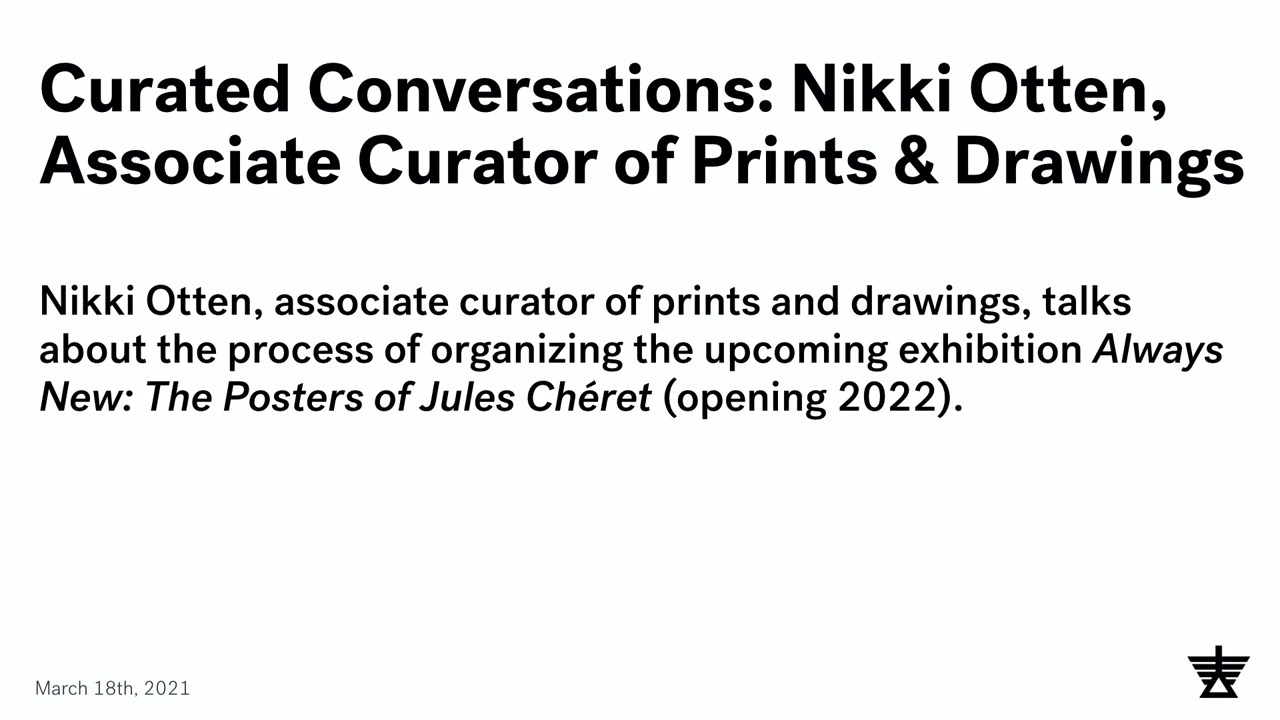 Curated Conversations: Nikki Otten,
Associate Curator of Prints & Drawings
Nikki Otten, associate curator of prints and drawings, talks
about the process of organizing the upcoming exhibition Always
New: The Posters of Jules Chéret (opening 2022).
March 18th, 2021